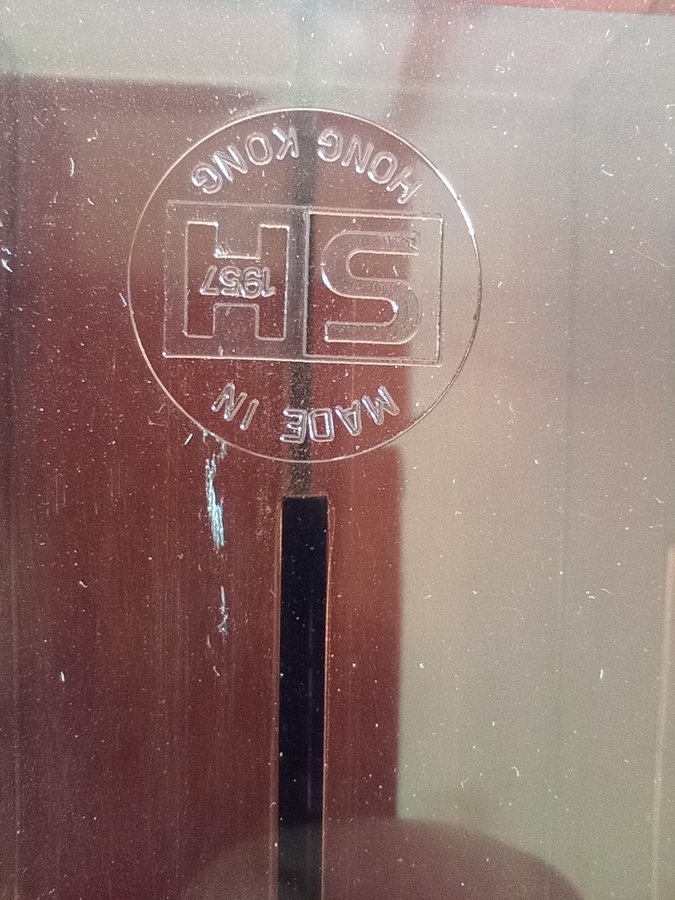 MADE IN
SH
1957
HONG KONG